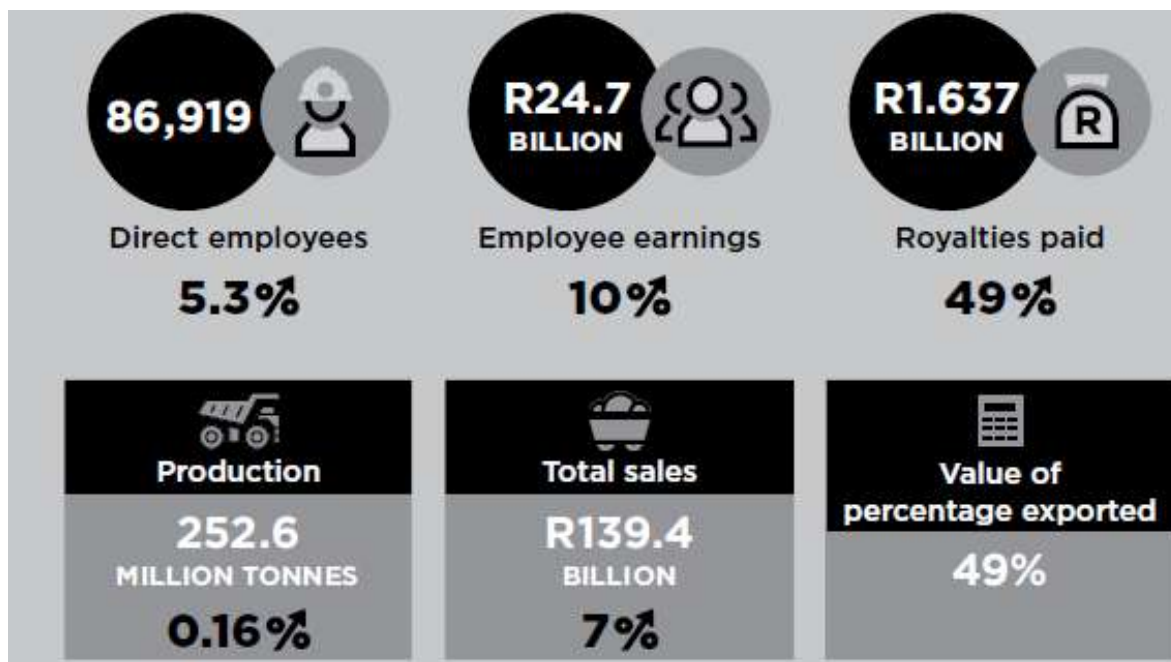 86,919
Direct employees
5.3%
R24.7
BILLION
Employee earnings
10%
R1.637
BILLION
R
Royalties paid
49%
Production
252.6
MILLION TONNES
0.16%
Total sales
R139.4
BILLION
7%
Value of
percentage exported
49%